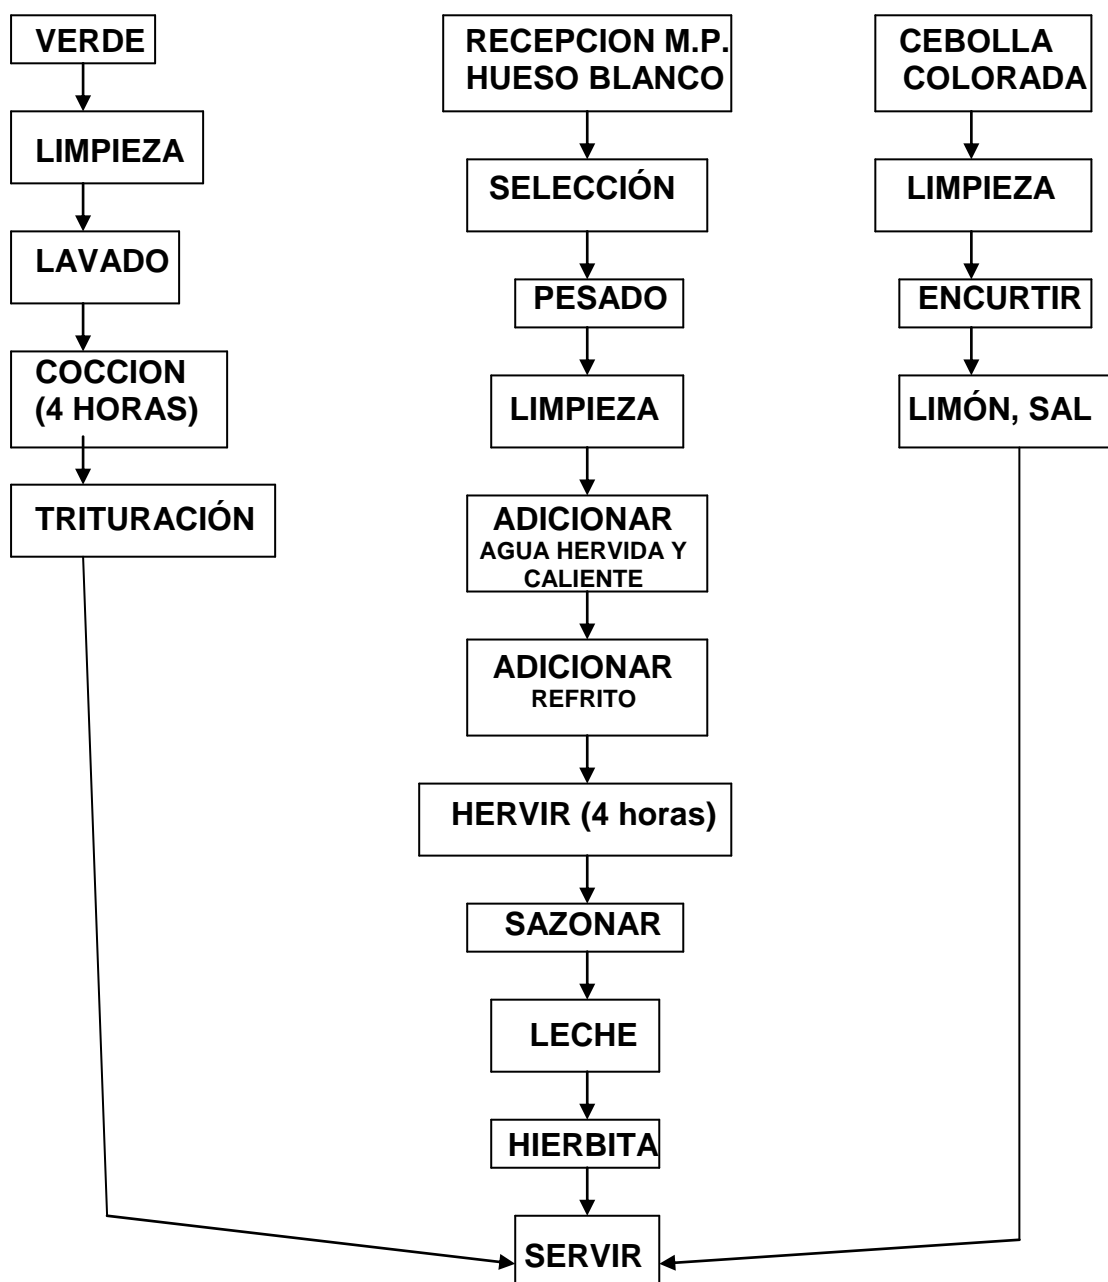 VERDE
LIMPIEZA
LAVADO
COCCION
(4 HORAS)
TRITURACIÓN
RECEPCION M.P.
HUESO BLANCO
SELECCIÓN
PESADO
LIMPIEZA
ADICIONAR
AGUA HERVIDA Y
CALIENTE
ADICIONAR
REFRITO
HERVIR (4 horas)
SAZONAR
LECHE
HIERBITA
SERVIR
CEBOLLA
COLORADA
LIMPIEZA
ENCURTIR
LIMÓN, SAL